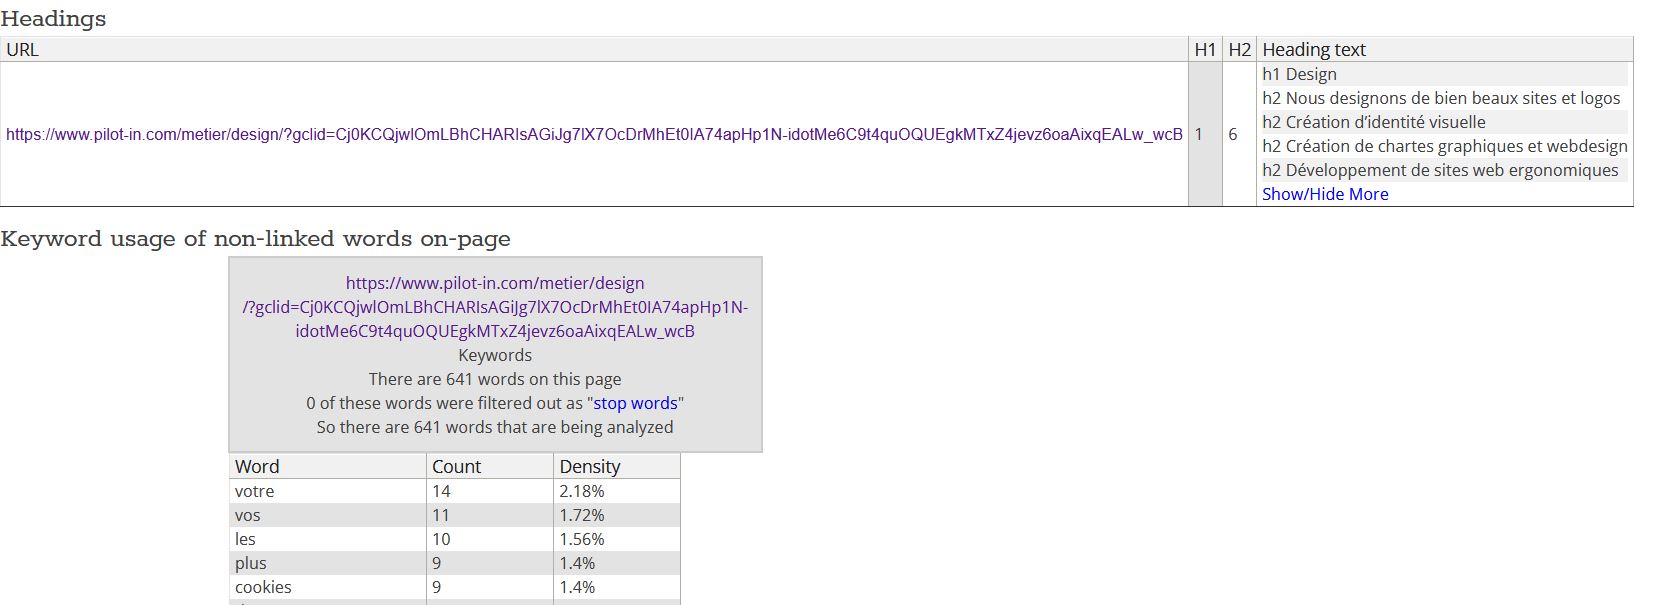 Headings
URL H1 H2 Heading text
https://www.pilot-in.com/metier/design/?gclid=Cj0KCQjwlOmLBhCHARIsAGiJg7lX7OcDrMhEt0IA74apHp1N-idotMe6C9t4quOQUEgkMTxZ4jevz6oaAixqEALw_wcB 1 6
h1 Design
h2 Nous designons de bien beaux sites et logos
h2 Création d’identité visuelle
h2 Création de chartes graphiques et webdesign
h2 Développement de sites web ergonomiques
Show/Hide More
Keyword usage of non-linked words on-page
https://www.pilot-in.com/metier/design
/?gclid=Cj0KCQjwlOmLBhCHARIsAGiJg7lX7OcDrMhEt0IA74apHp1N-
idotMe6C9t4quOQUEgkMTxZ4jevz6oaAixqEALw_wcB
Keywords
There are 641 words on this page
0 of these words were filtered out as "stop words"
So there are 641 words that are being analyzed
Word Count Density
votre 14 2.18%
vos 11 1.72%
les 10 1.56%
plus 9 1.4%
cookies 9 1.4%